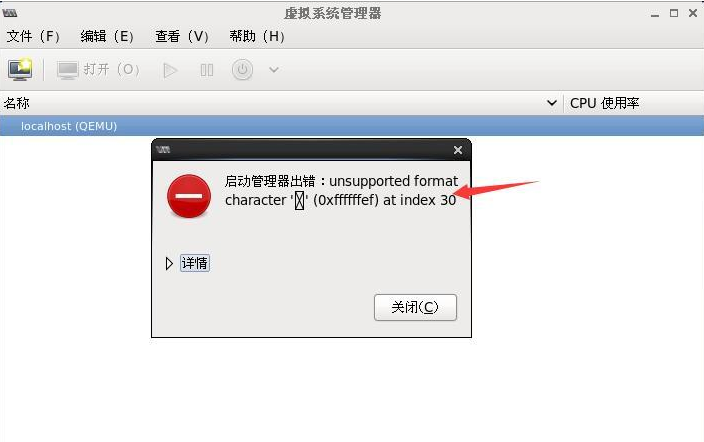 虚拟系统管理器
文件（F） 编辑（E） 查看（V） 帮助（H）
打开（O）
名称 CPU 使用率
localhost (QEMU)
启动管理器出错：unsupported format
character '' (0xffffffef) at index 30
详情
关闭(C)